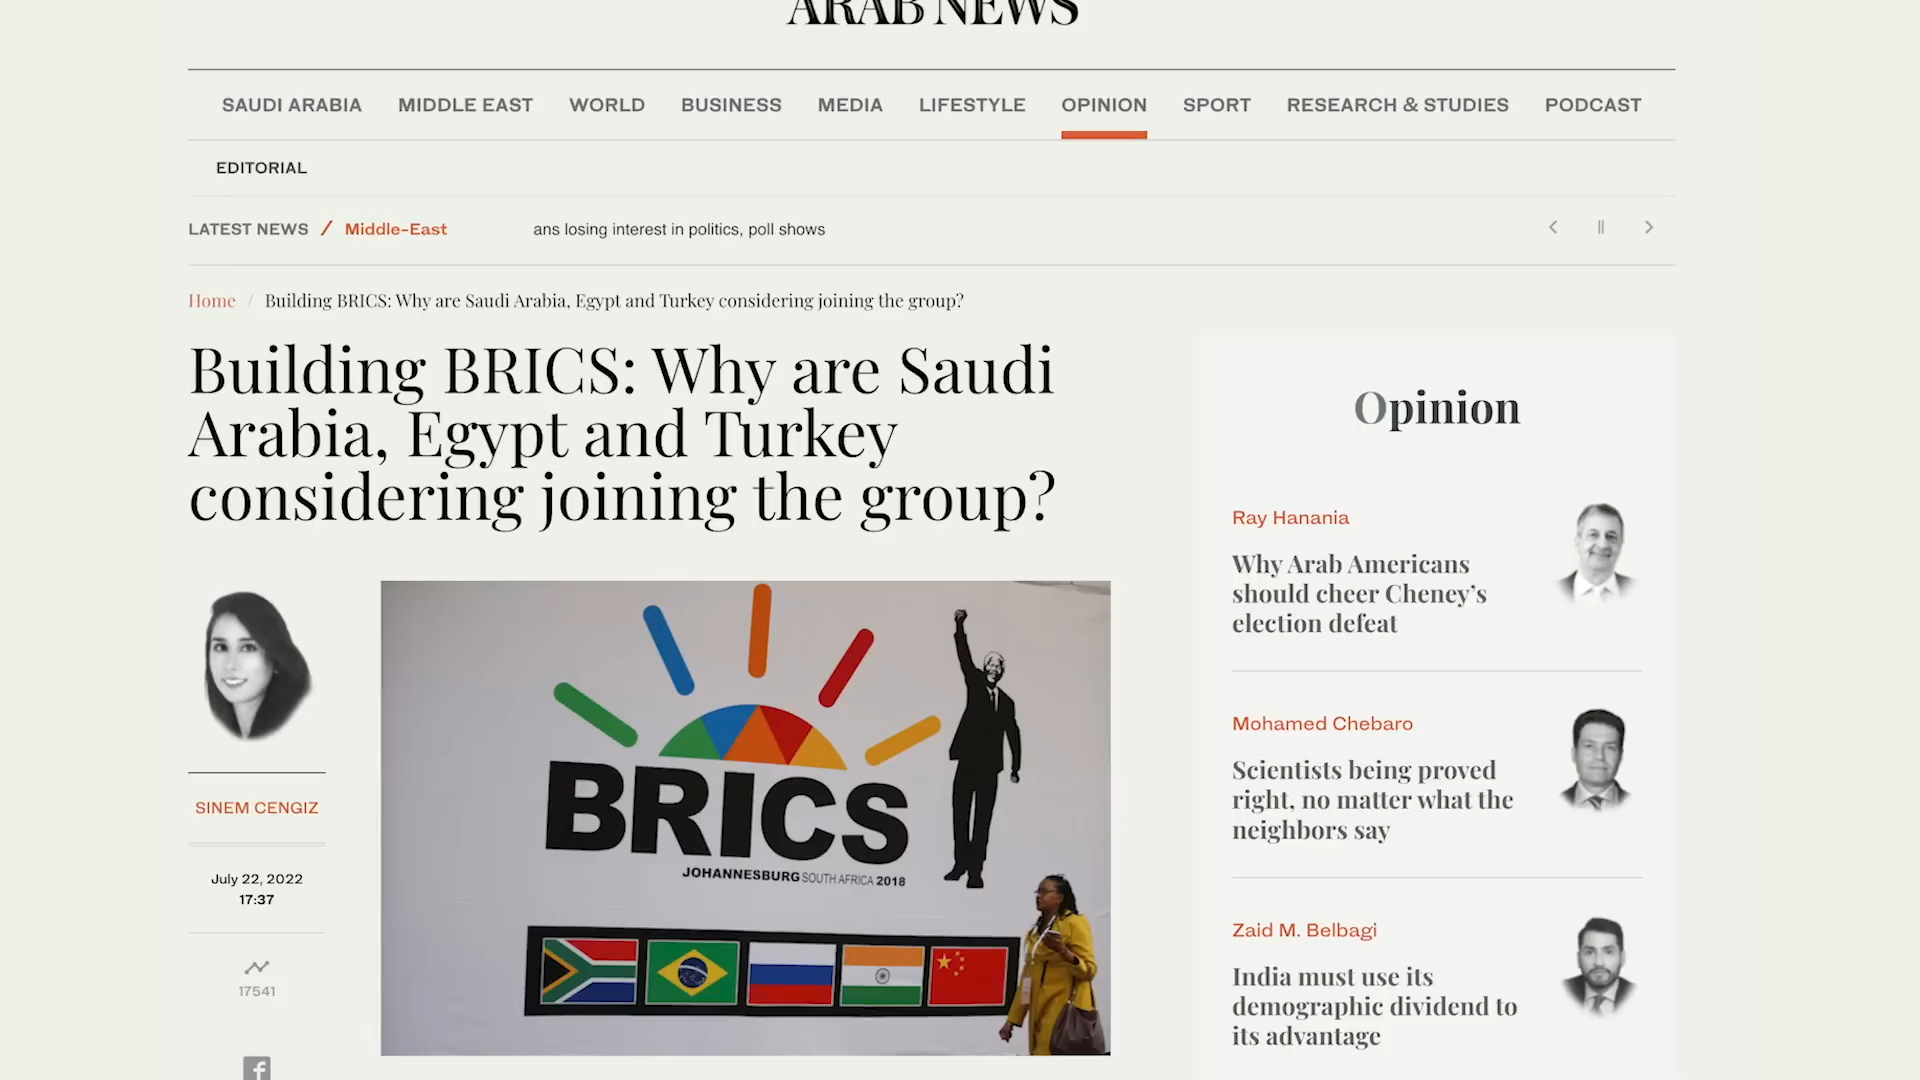 ARAB NEWS
SAUDI ARABIA MIDDLE EAST WORLD BUSINESS MEDIA LIFESTYLE OPINION SPORT RESEARCH & STUDIES PODCAST
EDITORIAL
LATEST NEWS / Middle-East ans losing interest in politics, poll shows
Home / Building BRICS: Why are Saudi Arabia, Egypt and Turkey considering joining the group?
Building BRICS: Why are Saudi
Arabia, Egypt and Turkey
considering joining the group?
SINEM CENGIZ
July 22, 2022
17:37
17541
BRICS
JOHANNESBURG SOUTH AFRICA 2018
Opinion
Ray Hanania
Why Arab Americans
should cheer Cheney’s
election defeat
Mohamed Chebaro
Scientists being proved
right, no matter what the
neighbors say
Zaid M. Belbagi
India must use its
demographic dividend to
its advantage